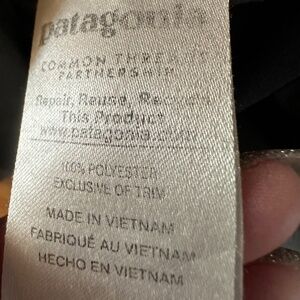 patagonia
COMMON THREADS
PARTNERSHIP
Repair, Reuse, Recycle
This Product
www.patagonia.com
100% POLYESTER
EXCLUSIVE OF TRIM
MADE IN VIETNAM
FABRIQUÉ AU VIETNAM
HECHO EN VIETNAM